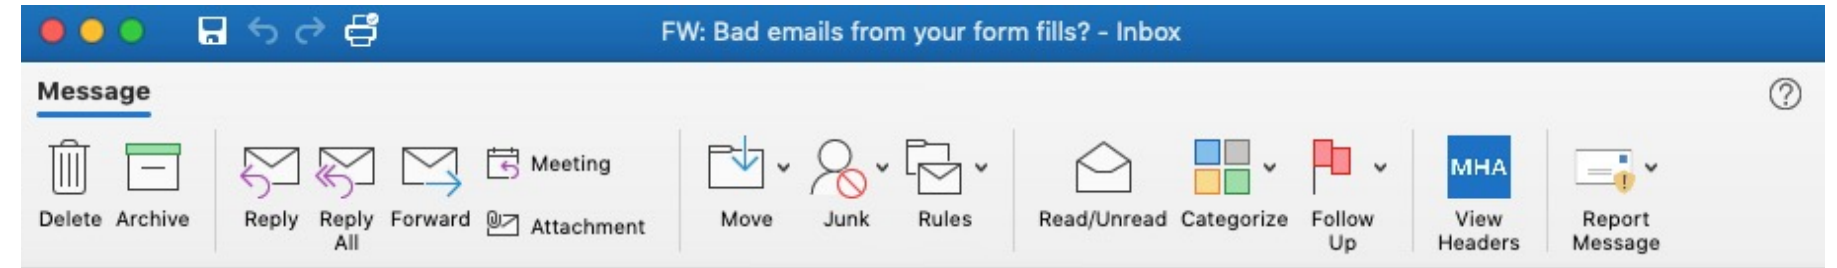 FW: Bad emails from your form fills? - Inbox
Message
Delete Archive Reply Reply All Forward Meeting Attachment Move Junk Rules Read/Unread Categorize Follow Up MHA View Headers Report Message